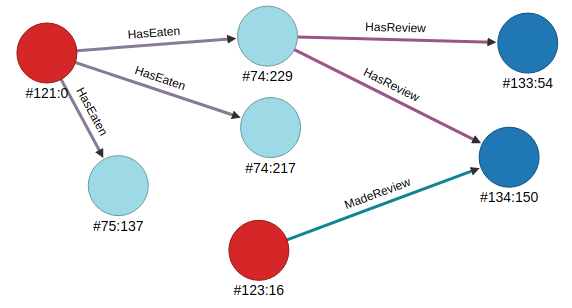 HasEaten
HasReview
#74:229
#133:54
#121:0
HasEaten
HasReview
HasEaten
#74:217
MadeReview
#134:150
#75:137
#123:16